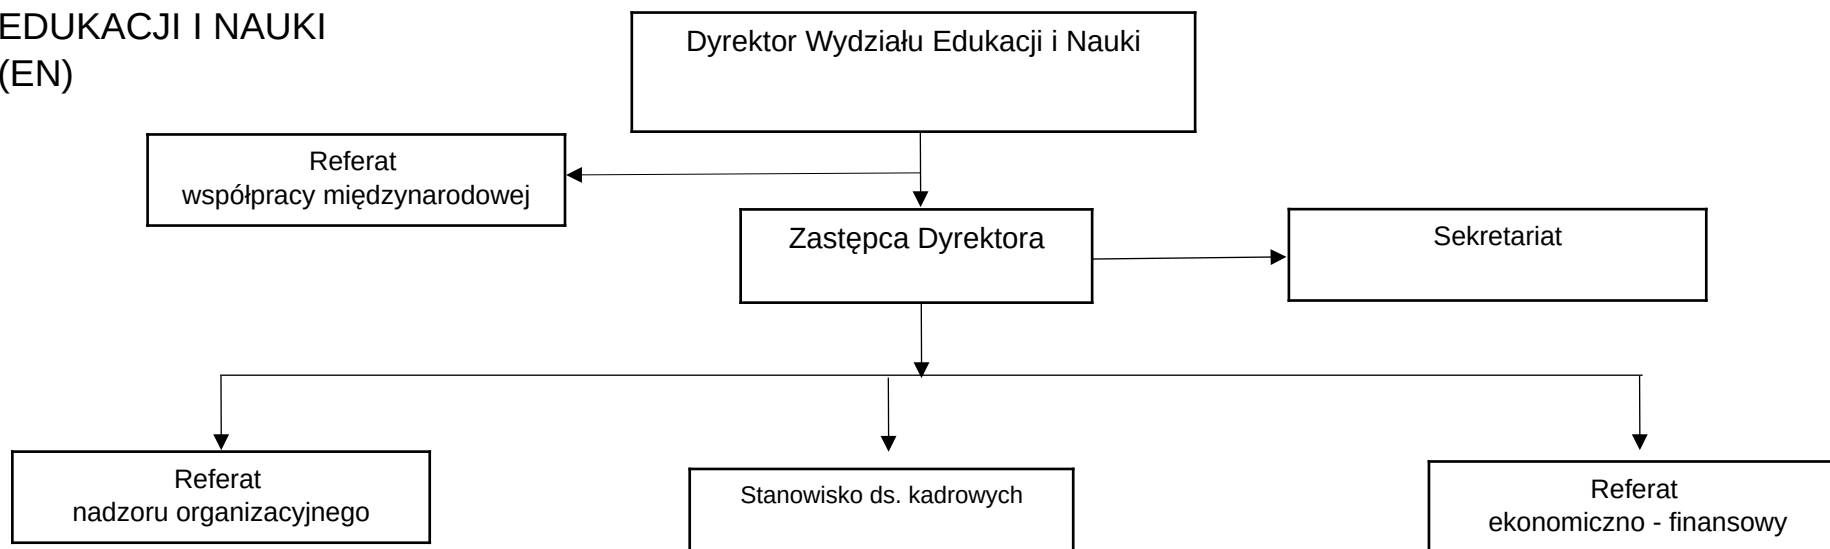 EDUKACJI I NAUKI
(EN)
Dyrektor Wydziału Edukacji i Nauki
Referat
współpracy międzynarodowej
Zastępca Dyrektora
Sekretariat
Referat
nadzoru organizacyjnego
Stanowisko ds. kadrowych
Referat
ekonomiczno - finansowy